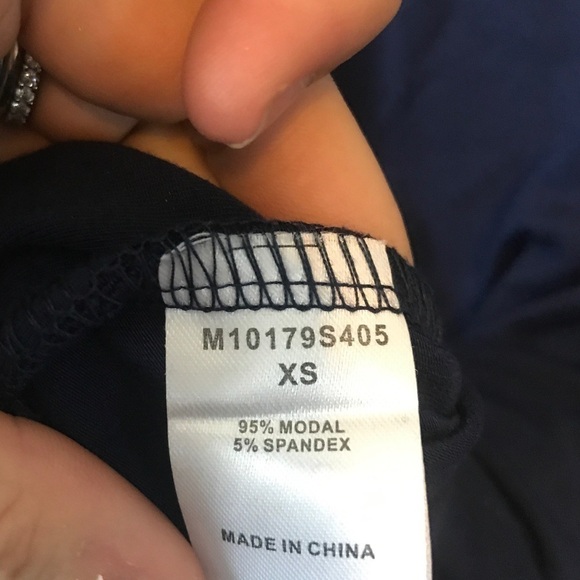 M10179S405
XS
95% MODAL
5% SPANDEX
MADE IN CHINA